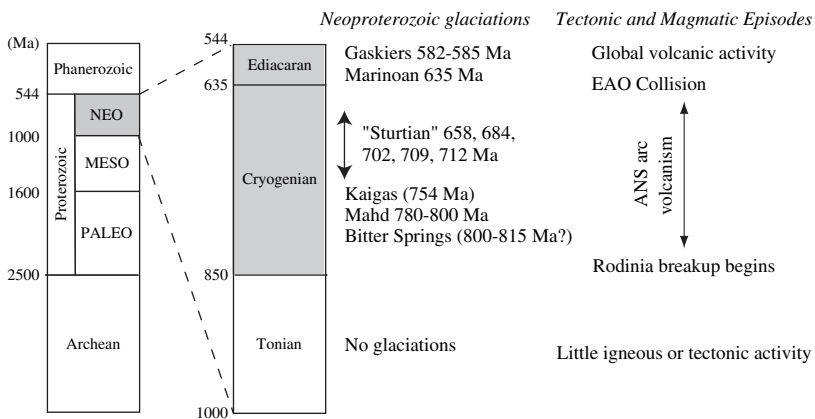 Neoproterozoic glaciations
Tectonic and Magmatic Episodes
(Ma)
Phanerozoic
544
NEO
1000
MESO
1600
Proterozoic
PALEO
2500
Archean
544
Ediacaran
635
Cryogenian
850
Tonian
1000
Gaskiers 582-585 Ma
Marinoan 635 Ma
"Sturtian" 658, 684,
702, 709, 712 Ma
Kaigas (754 Ma)
Mahd 780-800 Ma
Bitter Springs (800-815 Ma?)
No glaciations
Global volcanic activity
EAO Collision
ANS arc
volcanism
Rodinia breakup begins
Little igneous or tectonic activity